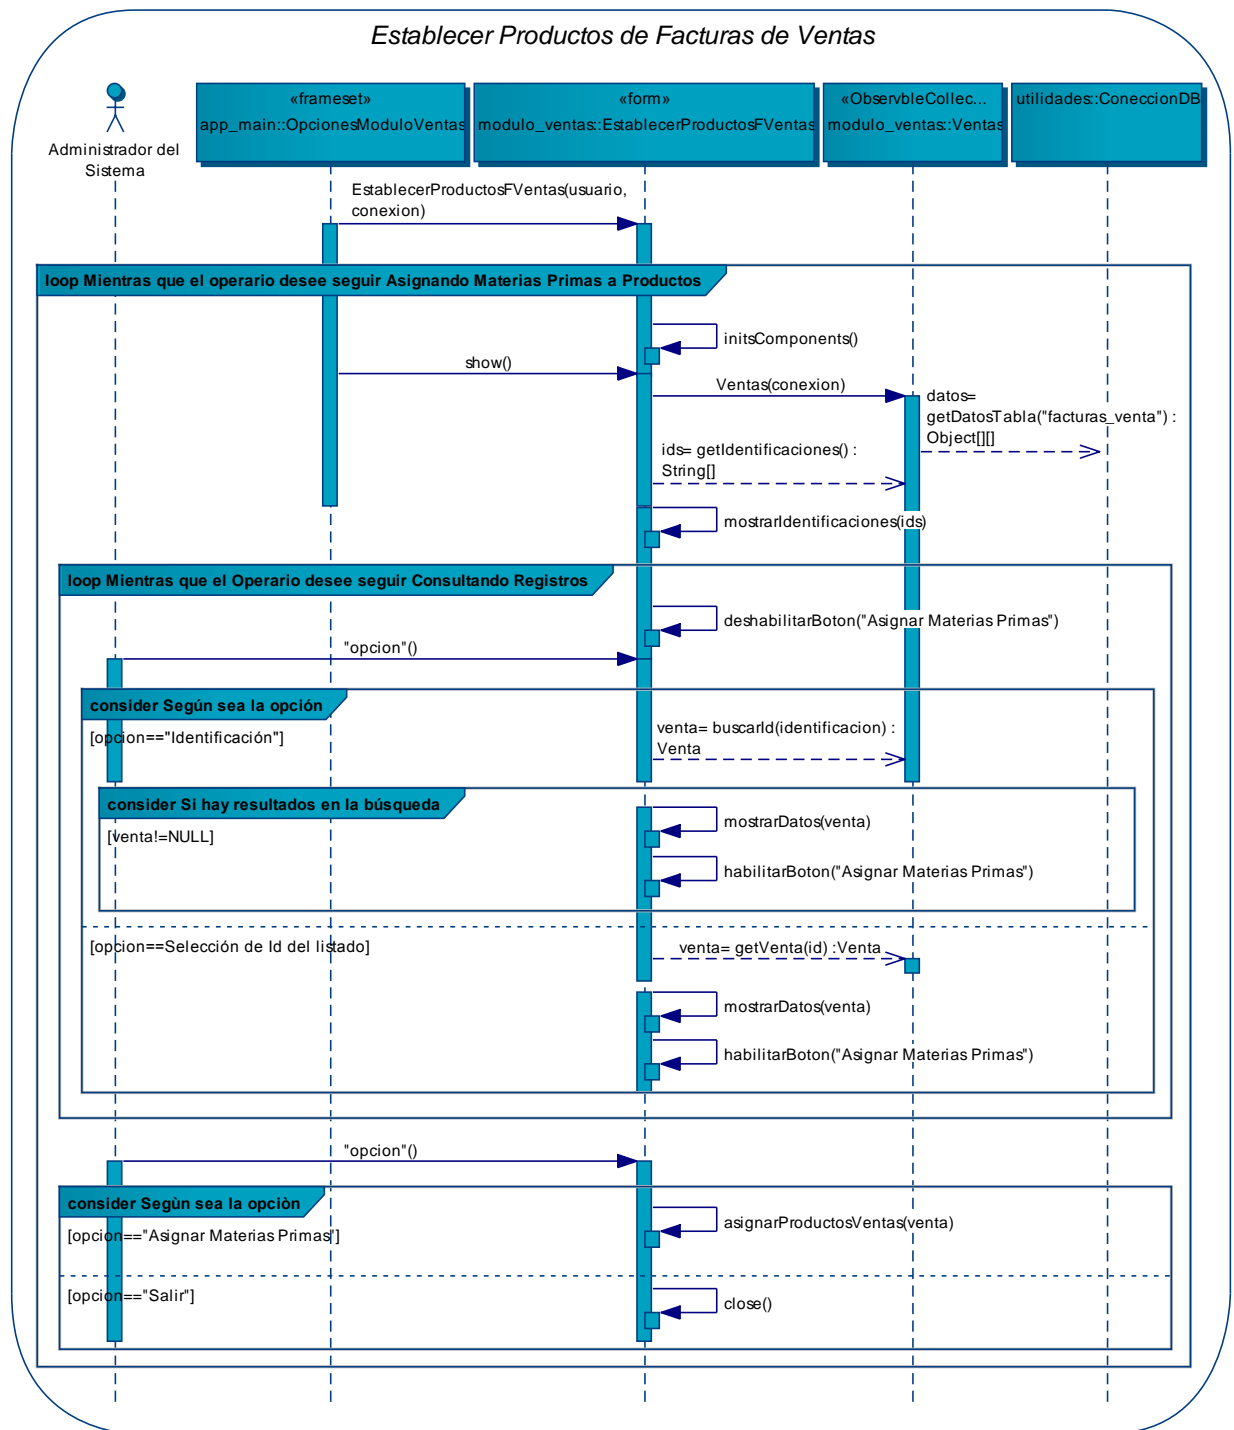 Establecer Productos de Facturas de Ventas
Administrador del
Sistema
«frameset»
app_main::OpcionesModuloVentas
«form»
modulo_ventas::EstablecerProductosFVentas
«ObservbleCollec...
modulo_ventas::Ventas
utilidades::ConeccionDB
EstablecerProductosFVentas(usuario,
conexion)
loop Mientras que el operario desee seguir Asignando Materias Primas a Productos
initsComponents()
show()
Ventas(conexion)
datos=
getDatosTabla("facturas_venta") :
Object[][]
ids= getIdentificaciones() :
String[]
mostrarIdentificaciones(ids)
loop Mientras que el Operario desee seguir Consultando Registros
deshabilitarBoton("Asignar Materias Primas")
"opcion"()
consider Según sea la opción
[opcion=="Identificación"]
venta= buscarId(identificacion) :
Venta
consider Si hay resultados en la búsqueda
[venta!=NULL]
mostrarDatos(venta)
habilitarBoton("Asignar Materias Primas")
[opcion==Selección de Id del listado]
venta= getVenta(id) :Venta
mostrarDatos(venta)
habilitarBoton("Asignar Materias Primas")
"opcion"()
consider Segùn sea la opciòn
[opcion=="Asignar Materias Primas"]
asignarProductosVentas(venta)
[opcion=="Salir"]
close()